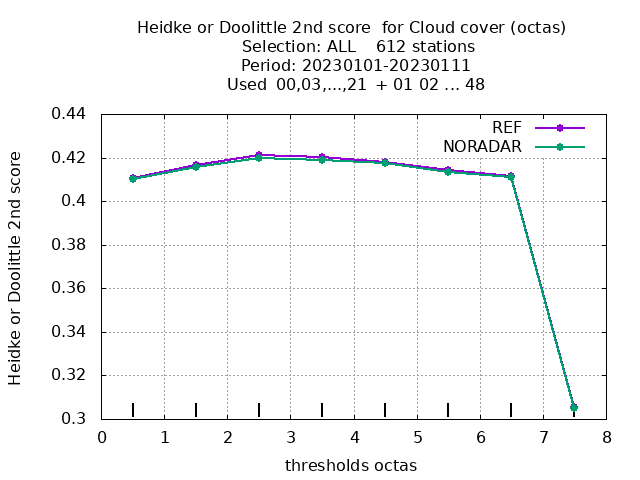 Heidke or Doolittle 2nd score  for Cloud cover (octas)
Selection: ALL    612 stations
Period: 20230101-20230111
Used  00,03,...,21  + 01 02 ... 48
REF
NORADAR
Heidke or Doolittle 2nd score
0.44
0.42
0.4
0.38
0.36
0.34
0.32
0.3
0 1 2 3 4 5 6 7 8
thresholds octas